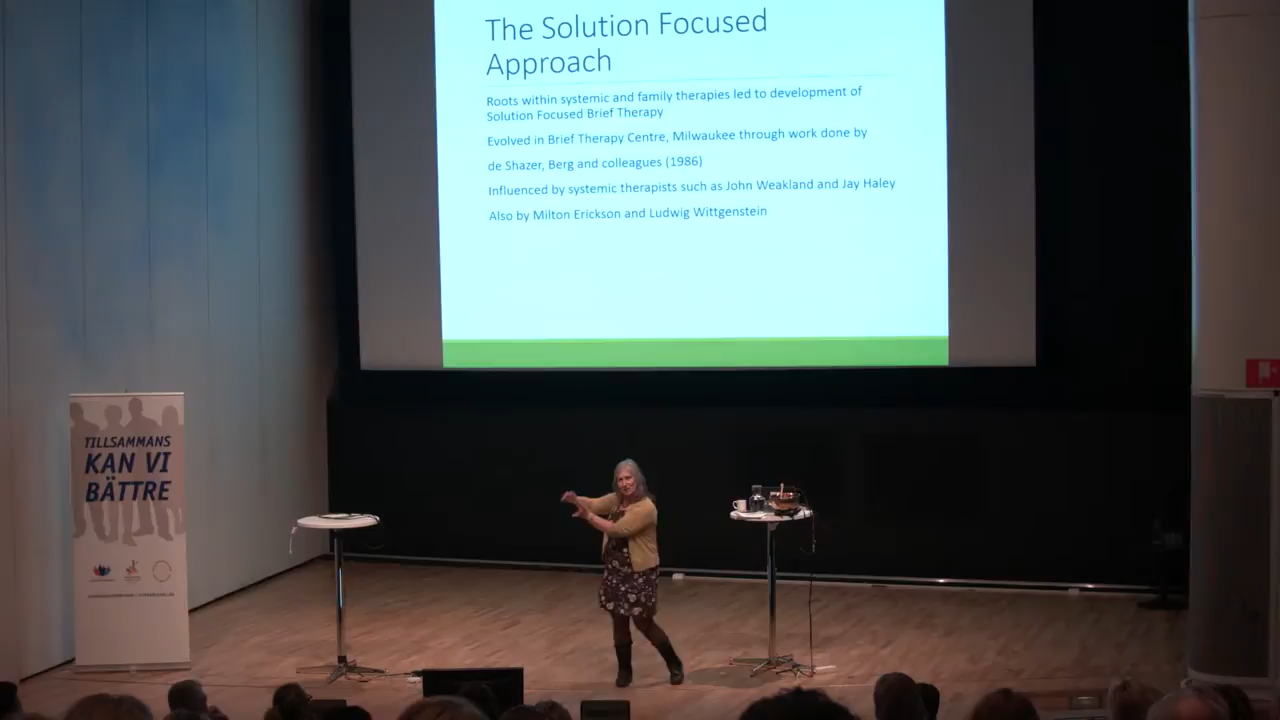 The Solution Focused
Approach
Roots within systemic and family therapies led to development of
Solution Focused Brief Therapy
Evolved in Brief Therapy Centre, Milwaukee through work done by
de Shazer, Berg and colleagues (1986)
Influenced by systemic therapists such as John Weakland and Jay Haley
Also by Milton Erickson and Ludwig Wittgenstein
TILLSAMMANS
KAN VI
BÄTTRE